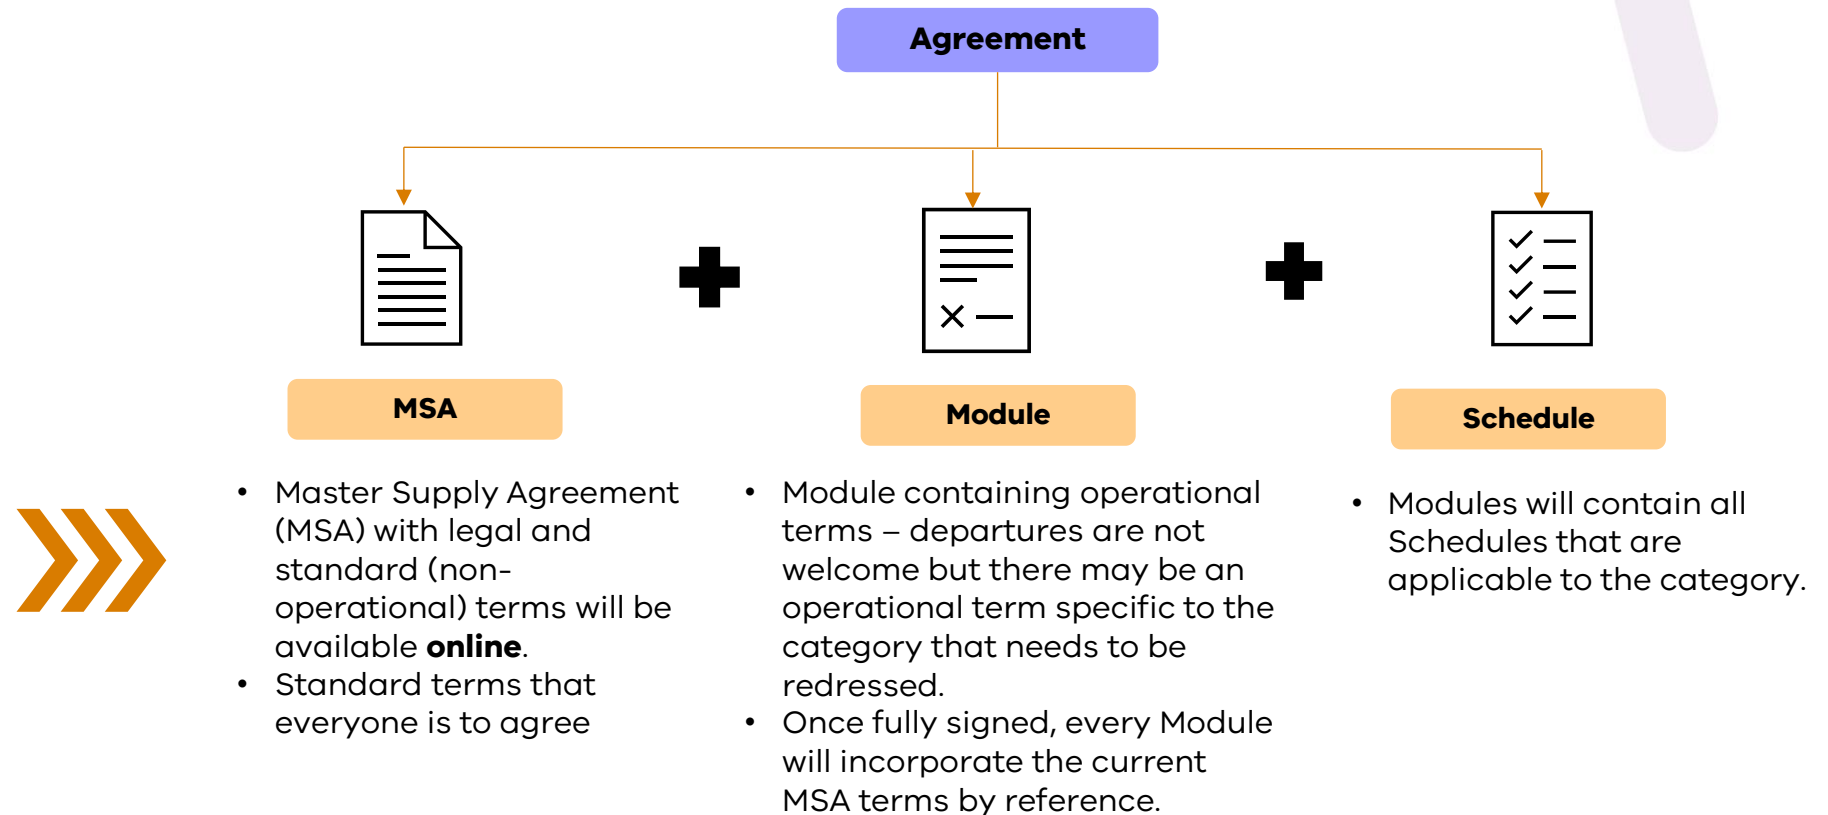 Agreement
MSA
Module
Schedule
• Master Supply Agreement
(MSA) with legal and
standard (non-
operational) terms will be
available online.
• Standard terms that
everyone is to agree
• Module containing operational
terms – departures are not
welcome but there may be an
operational term specific to the
category that needs to be
redressed.
• Once fully signed, every Module
will incorporate the current
MSA terms by reference.
• Modules will contain all
Schedules that are
applicable to the category.